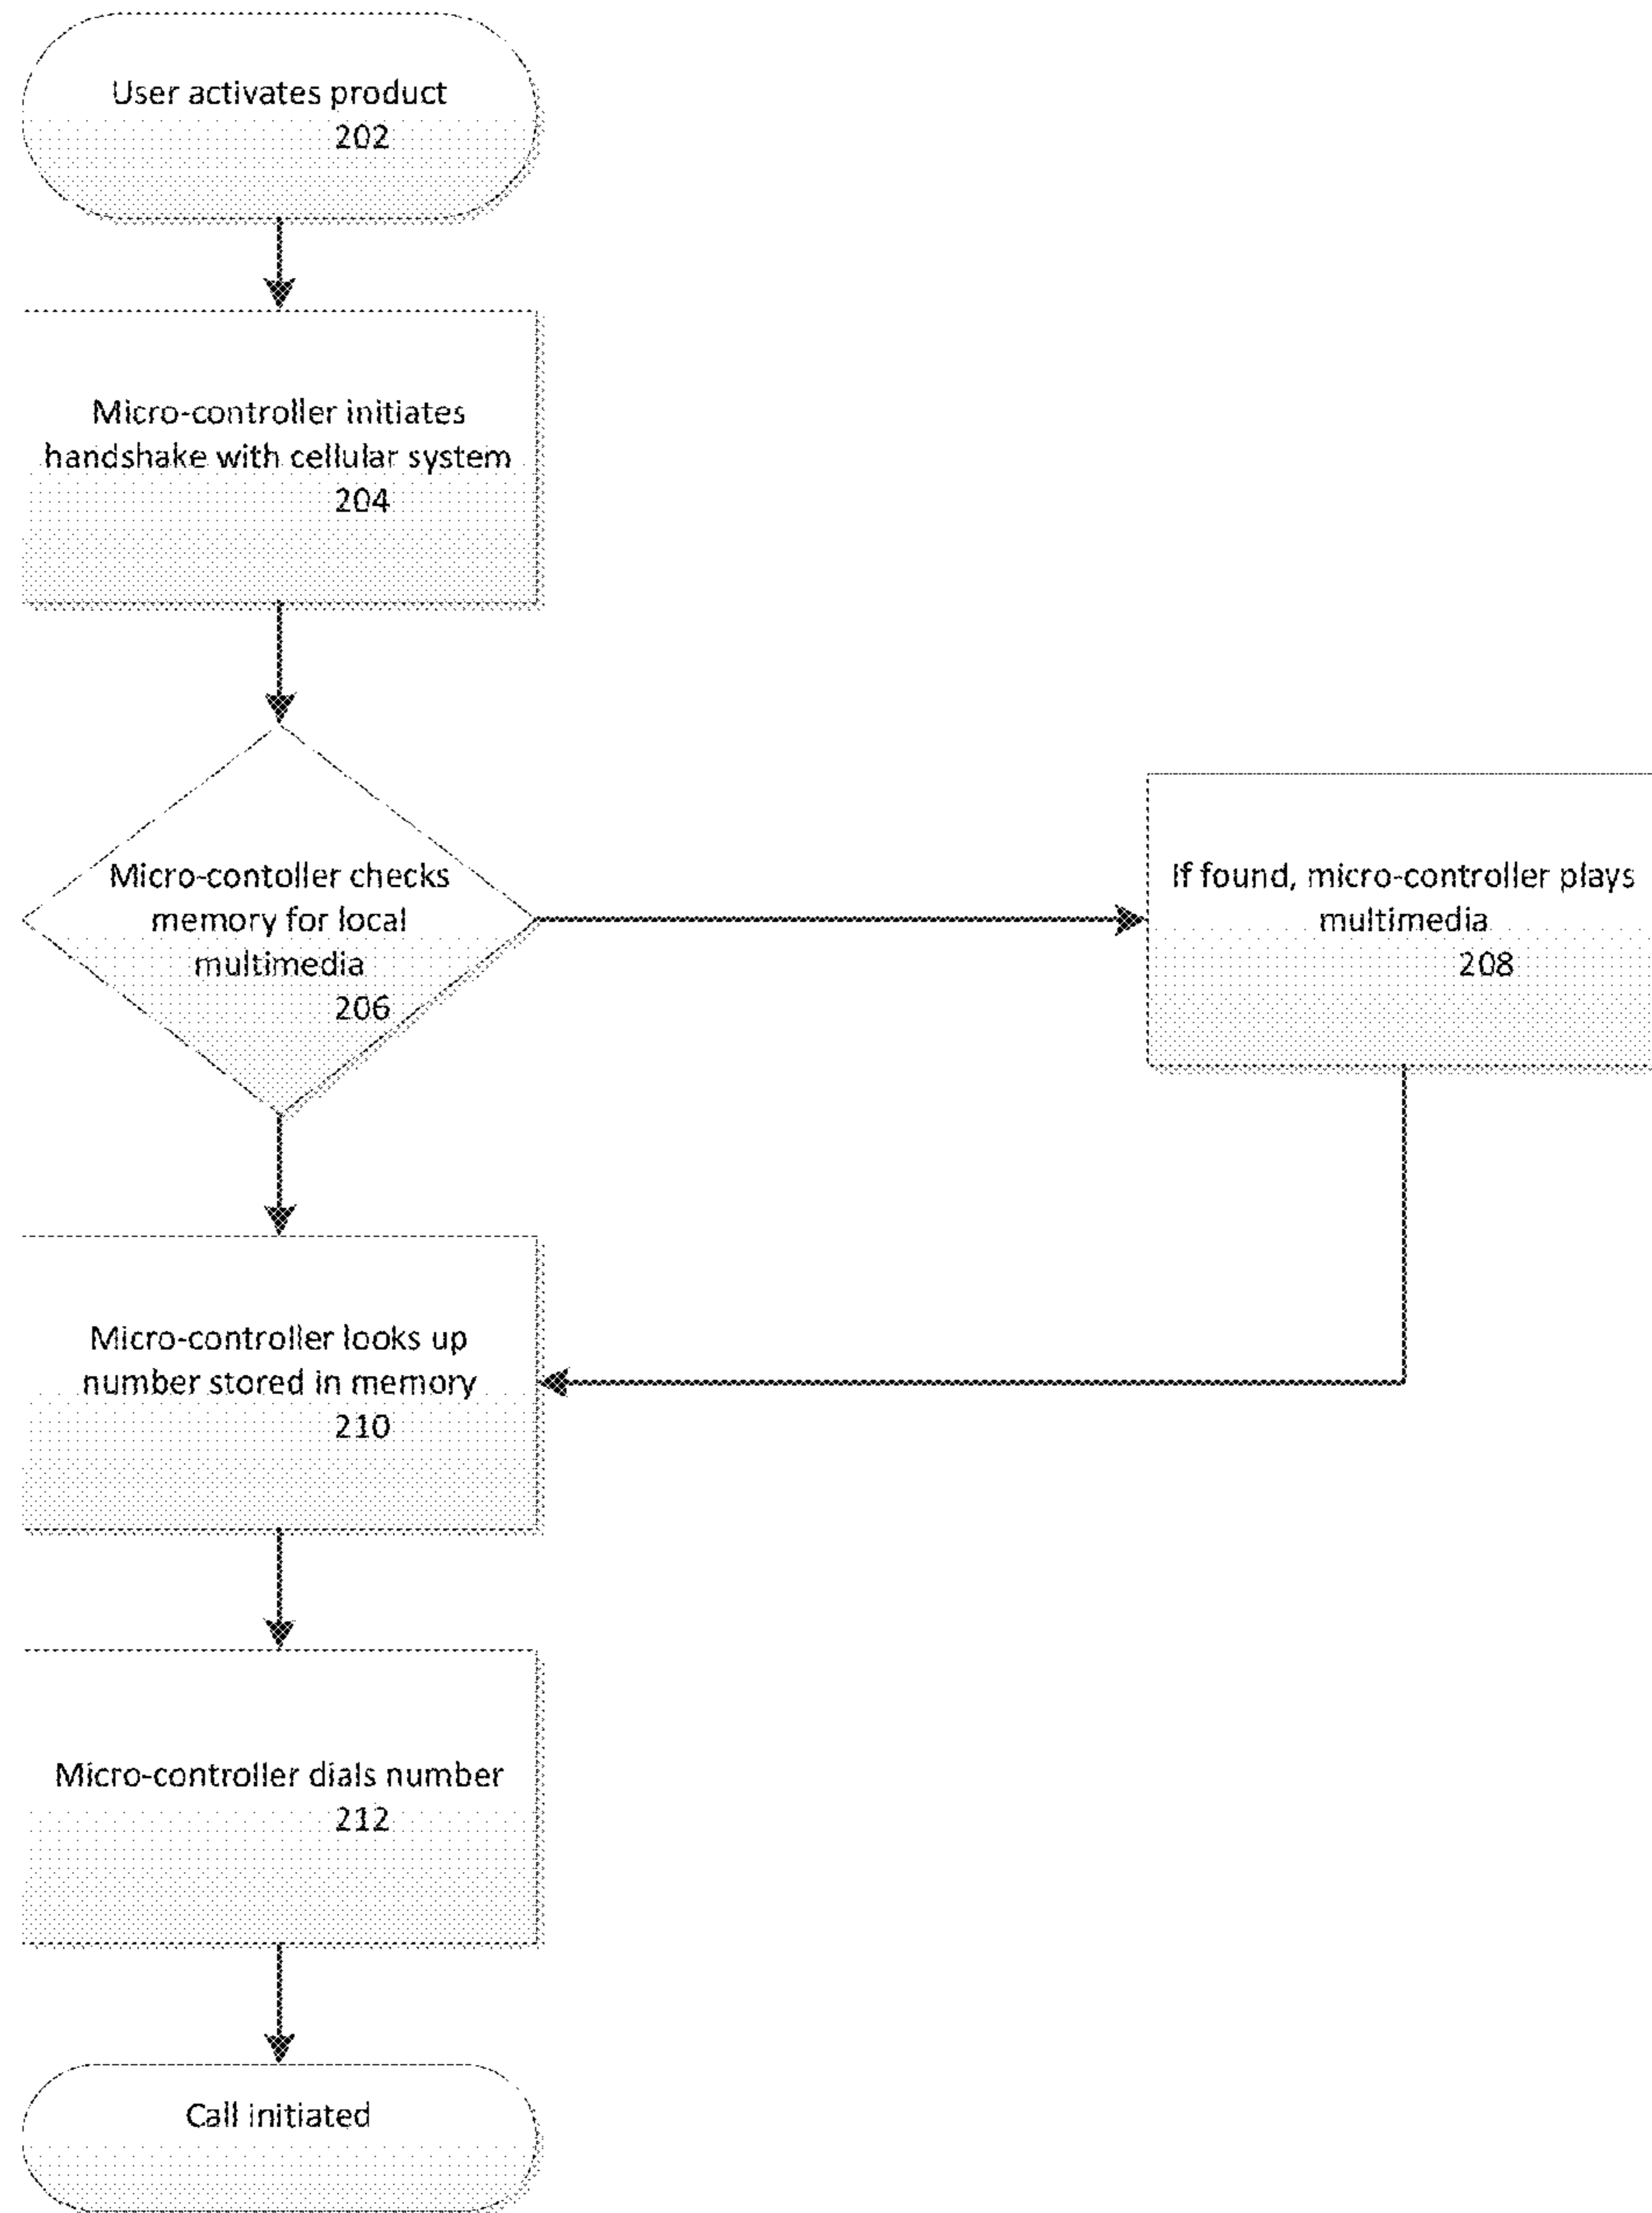 User activates product
202
Micro-controller initiates
handshake with cellular system
204
Micro-contoller checks
memory for local
multimedia
206
If found, micro-controller plays
multimedia
208
Micro-controller looks up
number stored in memory
210
Micro-controller dials number
212
Call initiated